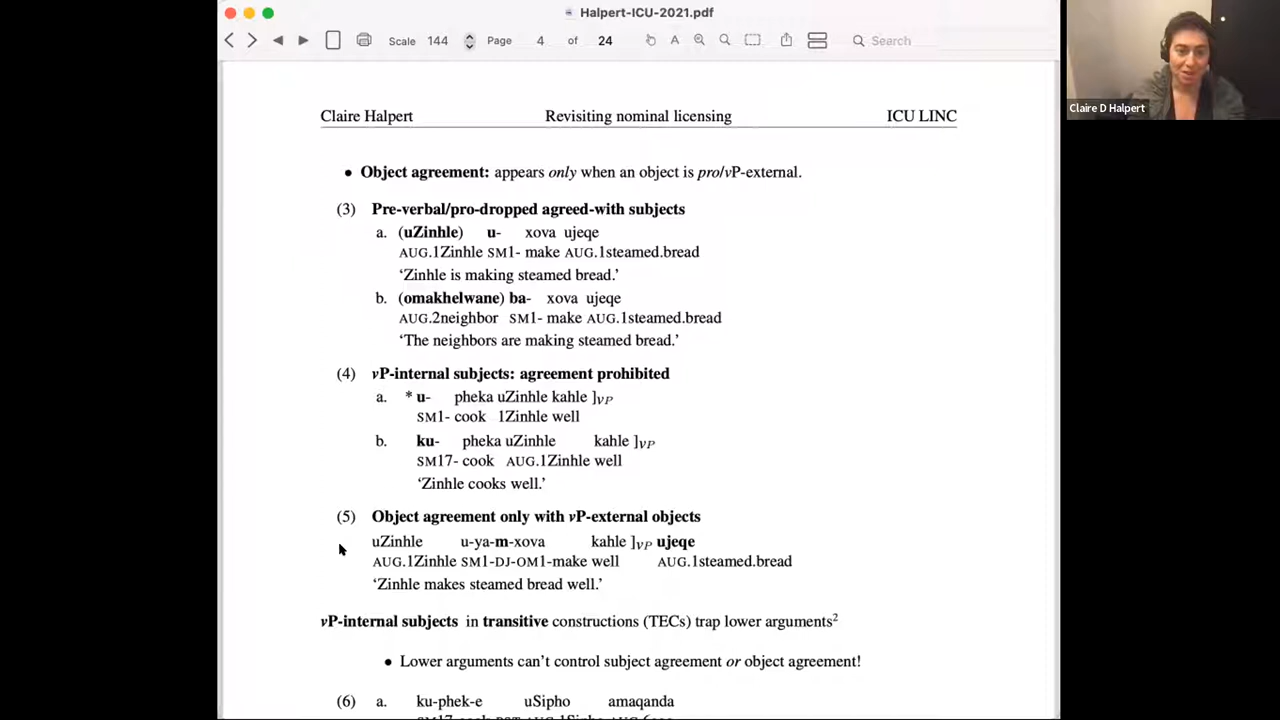 Halpert-ICU-2021.pdf
Scale 144 Page 4 of 24 A Search
Claire D Halpert
Claire Halpert Revisiting nominal licensing ICU LINC
• Object agreement: appears only when an object is pro/vP-external.
(3) Pre-verbal/pro-dropped agreed-with subjects
a. (uZinhle) u- xova ujeqe
AUG.1Zinhle SM1- make AUG.1steamed.bread
‘Zinhle is making steamed bread.’
b. (omakhelwane) ba- xova ujeqe
AUG.2neighbor SM1- make AUG.1steamed.bread
‘The neighbors are making steamed bread.’
(4) vP-internal subjects: agreement prohibited
a. * u- pheka uZinhle kahle ]vP
SM1- cook 1Zinhle well
b. ku- pheka uZinhle kahle ]vP
SM17- cook AUG.1Zinhle well
‘Zinhle cooks well.’
(5) Object agreement only with vP-external objects
uZinhle u-ya-m-xova kahle ]vP ujeqe
AUG.1Zinhle SM1-DJ-OM1-make well AUG.1steamed.bread
‘Zinhle makes steamed bread well.’
vP-internal subjects in transitive constructions (TECs) trap lower arguments2
• Lower arguments can’t control subject agreement or object agreement!
(6) a. ku-phek-e uSipho amaqanda